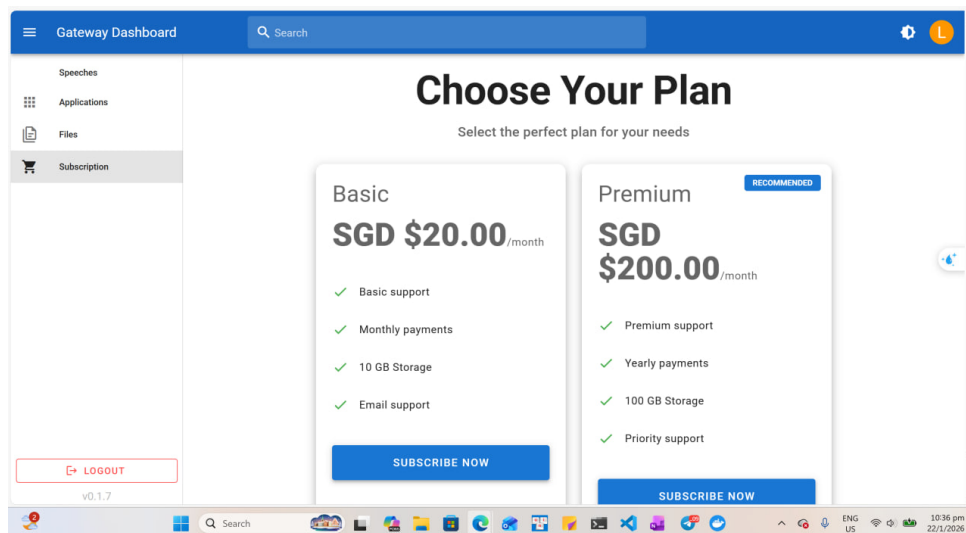 Gateway Dashboard
Search
L
Speeches
Applications
Files
Subscription
LOGOUT
v0.1.7
Choose Your Plan
Select the perfect plan for your needs
Basic
SGD $20.00/month
Basic support
Monthly payments
10 GB Storage
Email support
SUBSCRIBE NOW
RECOMMENDED
Premium
SGD
$200.00/month
Premium support
Yearly payments
100 GB Storage
Priority support
SUBSCRIBE NOW
2
Search
ENG
US
10:36 pm
22/1/2026